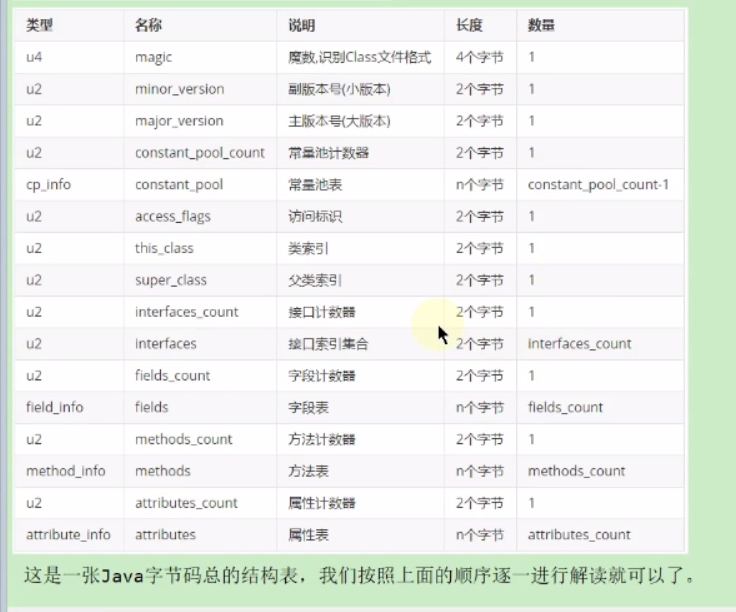 类型 名称 说明 长度 数量
u4 magic 魔数,识别Class文件格式 4个字节 1
u2 minor_version 副版本号(小版本) 2个字节 1
u2 major_version 主版本号(大版本) 2个字节 1
u2 constant_pool_count 常量池计数器 2个字节 1
cp_info constant_pool 常量池表 n个字节 constant_pool_count-1
u2 access_flags 访问标识 2个字节 1
u2 this_class 类索引 2个字节 1
u2 super_class 父类索引 2个字节 1
u2 interfaces_count 接口计数器 2个字节 1
u2 interfaces 接口索引集合 2个字节 interfaces_count
u2 fields_count 字段计数器 2个字节 1
field_info fields 字段表 n个字节 fields_count
u2 methods_count 方法计数器 2个字节 1
method_info methods 方法表 n个字节 methods_count
u2 attributes_count 属性计数器 2个字节 1
attribute_info attributes 属性表 n个字节 attributes_count
这是一张Java字节码总的结构表，我们按照上面的顺序逐一进行解读就可以了。